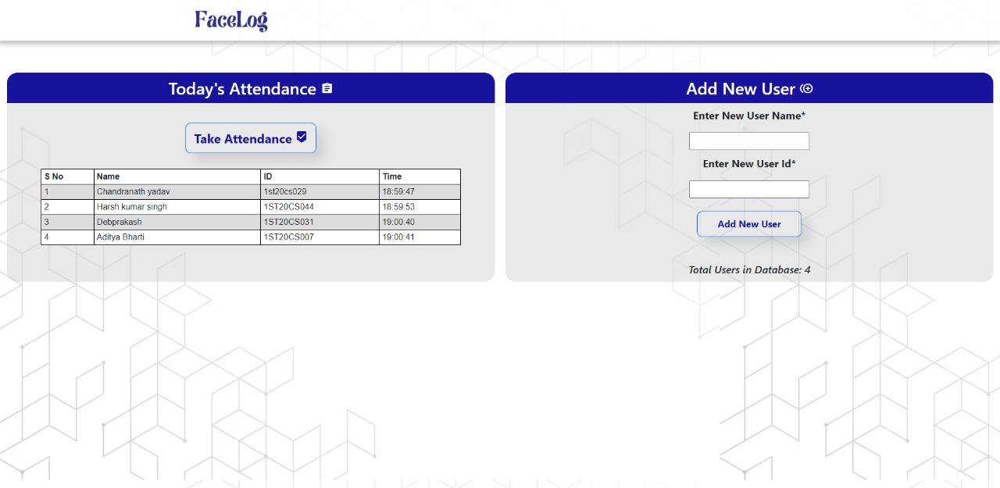 FaceLog
Today's Attendance
Take Attendance
S No Name ID Time
1 Chandranath yadav 1st20cs029 18:59:47
2 Harsh kumar singh 1ST20CS044 18:59:53
3 Debprakash 1ST20CS031 19:00:40
4 Aditya Bharti 1ST20CS007 19:00:41
Add New User
Enter New User Name*
Enter New User Id*
Add New User
Total Users in Database: 4